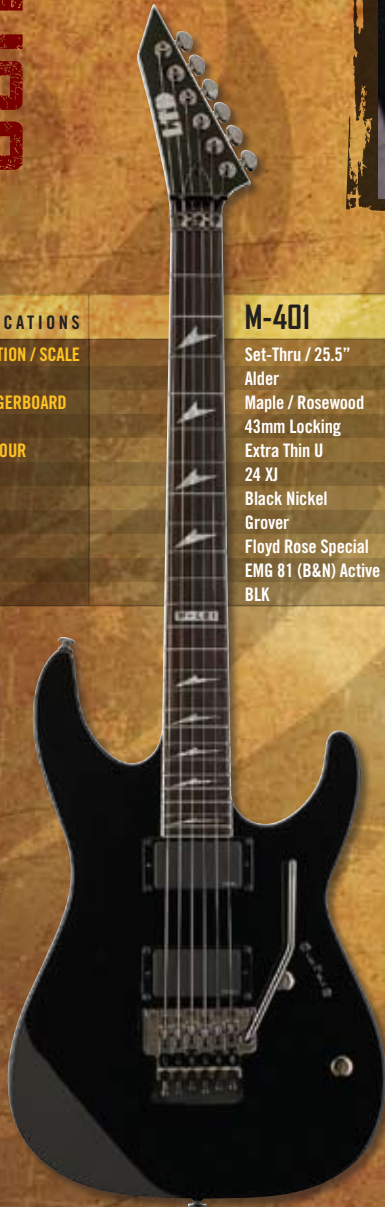 LTD
CATIONS
TION / SCALE
GERBOARD
OUR
M-401
Set-Thru / 25.5”
Alder
Maple / Rosewood
43mm Locking
Extra Thin U
24 XJ
Black Nickel
Grover
Floyd Rose Special
EMG 81 (B&N) Active
BLK